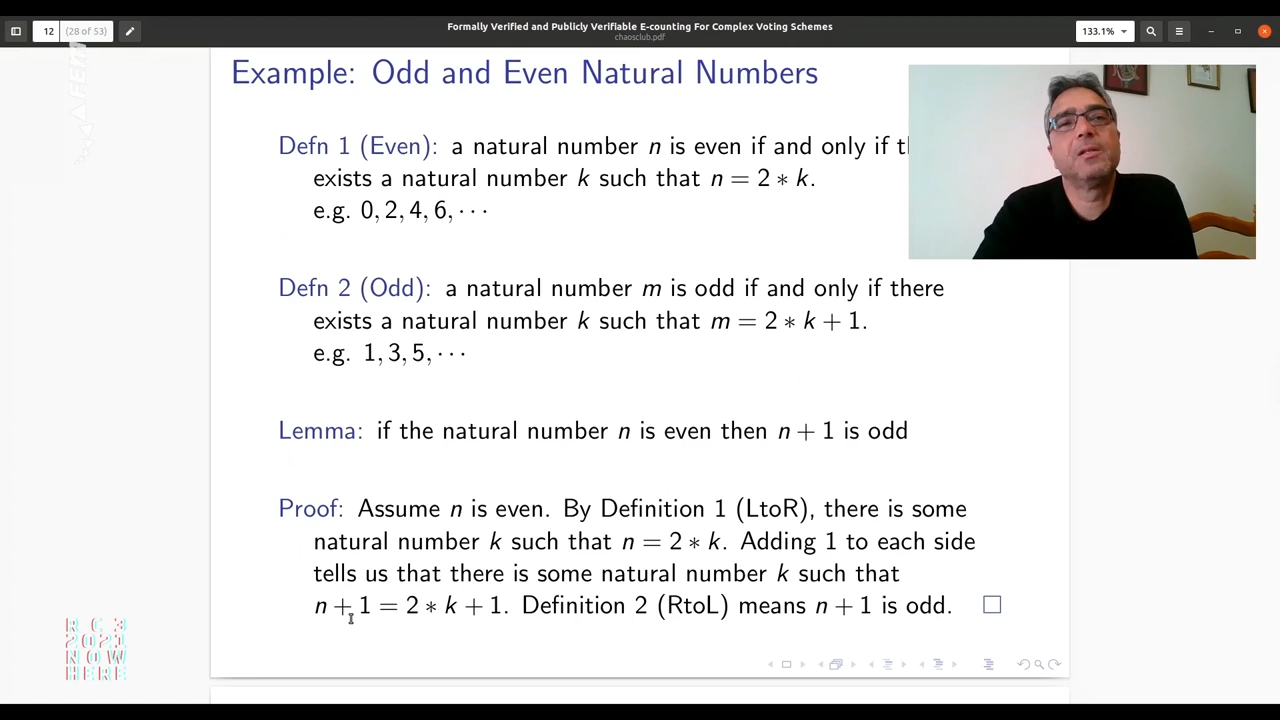 12
(28 of 53)
Formally Verified and Publicly Verifiable E-counting For Complex Voting Schemes
chaosclub.pdf
133.1%
Example: Odd and Even Natural Numbers
Defn 1 (Even): a natural number n is even if and only if
exists a natural number k such that n = 2 ∗ k.
e.g. 0, 2, 4, 6, ···
Defn 2 (Odd): a natural number m is odd if and only if there
exists a natural number k such that m = 2 ∗ k + 1.
e.g. 1, 3, 5, ···
Lemma: if the natural number n is even then n + 1 is odd
Proof: Assume n is even. By Definition 1 (LtoR), there is some
natural number k such that n = 2 ∗ k. Adding 1 to each side
tells us that there is some natural number k such that
n + 1 = 2 ∗ k + 1. Definition 2 (RtoL) means n + 1 is odd. □
RC3
2021
NOW
HERE